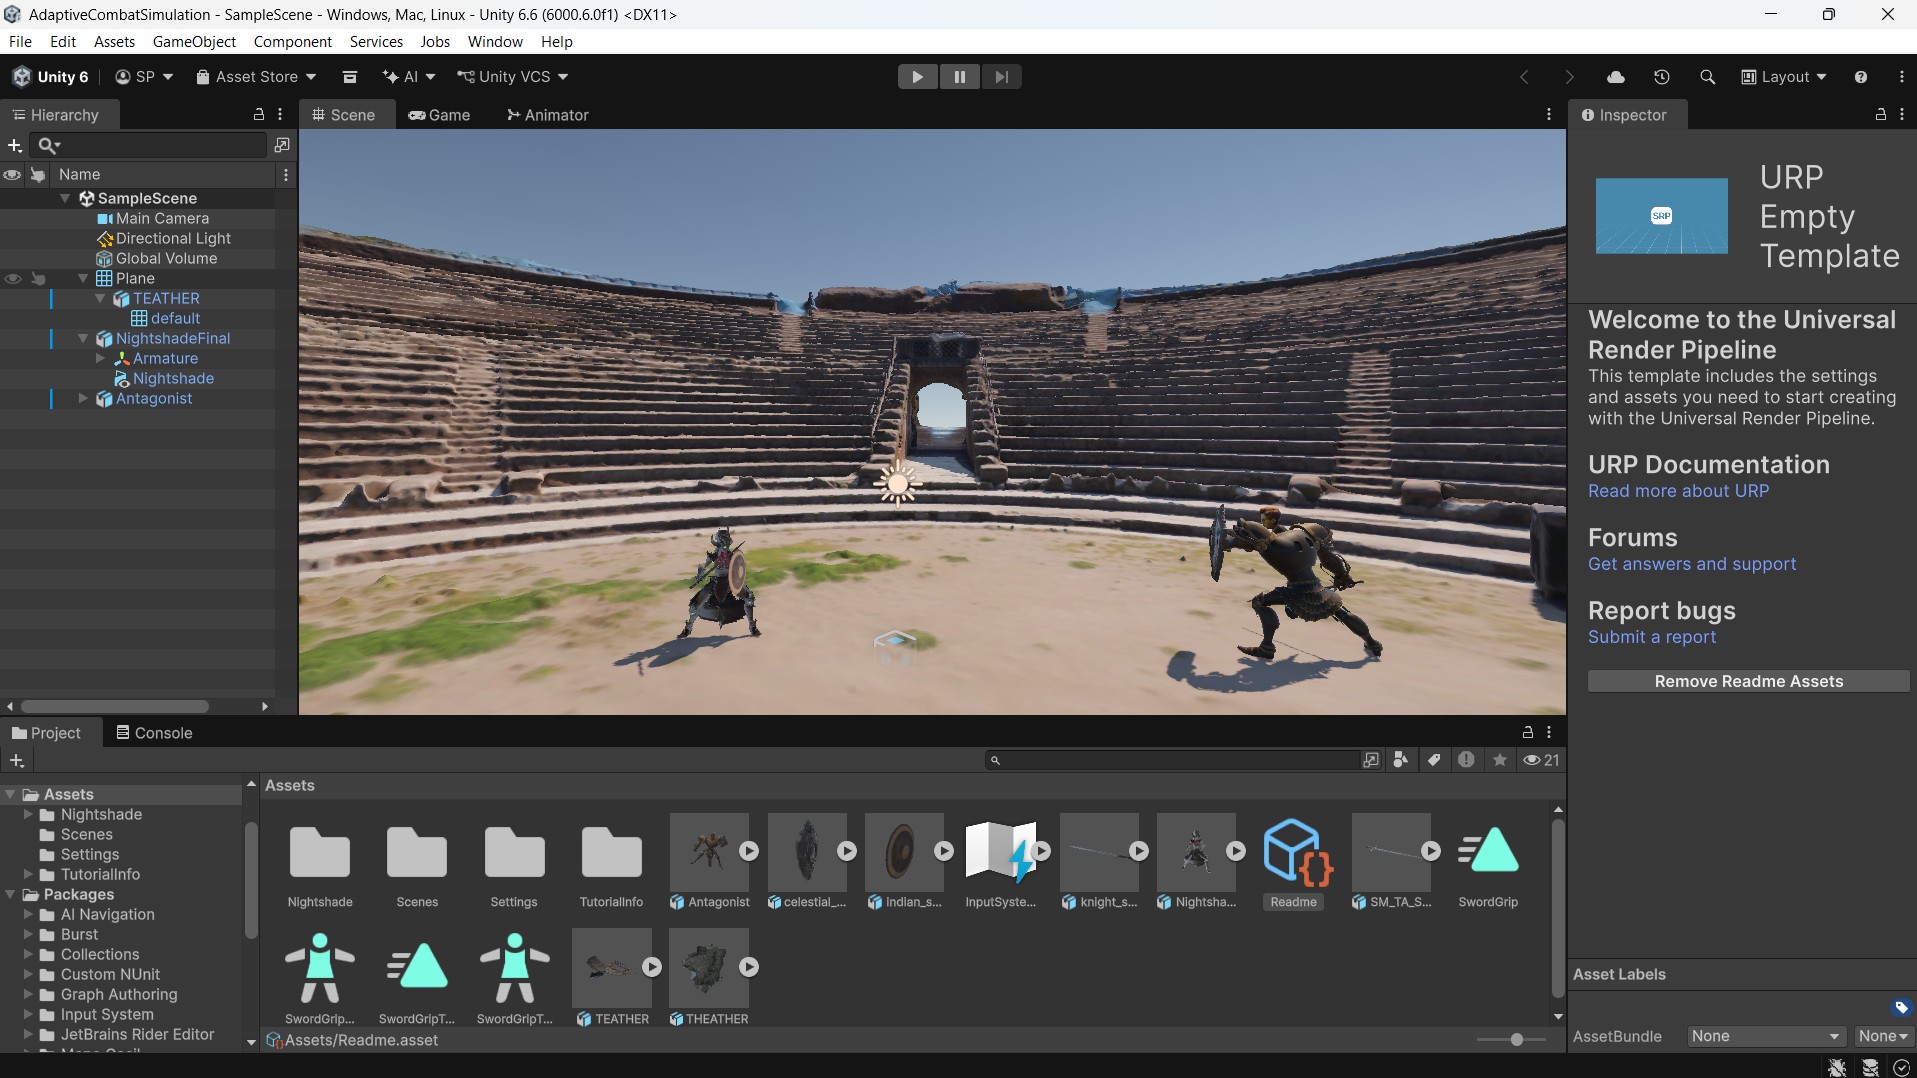 AdaptiveCombatSimulation - SampleScene - Windows, Mac, Linux - Unity 6.6 (6000.6.0f1) <DX11>
File Edit Assets GameObject Component Services Jobs Window Help
Unity 6 SP Asset Store AI Unity VCS Layout
Hierarchy
Name
SampleScene
Main Camera
Directional Light
Global Volume
Plane
TEATHER
default
NightshadeFinal
Armature
Nightshade
Antagonist
Scene Game Animator
Inspector
SRP
URP
Empty
Template
Welcome to the Universal
Render Pipeline
This template includes the settings
and assets you need to start creating
with the Universal Render Pipeline.
URP Documentation
Read more about URP
Forums
Get answers and support
Report bugs
Submit a report
Remove Readme Assets
Project Console
21
Assets
Nightshade
Scenes
Settings
TutorialInfo
Packages
AI Navigation
Burst
Collections
Custom NUnit
Graph Authoring
Input System
JetBrains Rider Editor
Assets
Nightshade Scenes Settings TutorialInfo Antagonist celestial_... indian_s... InputSyste... knight_s... Nightsha... Readme SM_TA_S... SwordGrip
SwordGrip... SwordGripT... SwordGripT... TEATHER THEATHER
Assets/Readme.asset
Asset Labels
AssetBundle None None